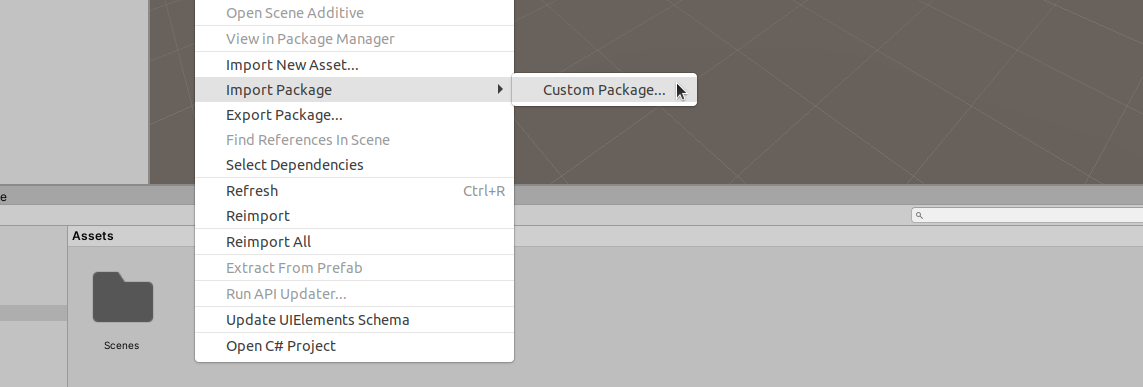 Open Scene Additive
View in Package Manager
Import New Asset...
Import Package
Custom Package...
Export Package...
Find References In Scene
Select Dependencies
Refresh Ctrl+R
Reimport
Reimport All
Extract From Prefab
Run API Updater...
Update UIElements Schema
Open C# Project
e
Assets
Scenes